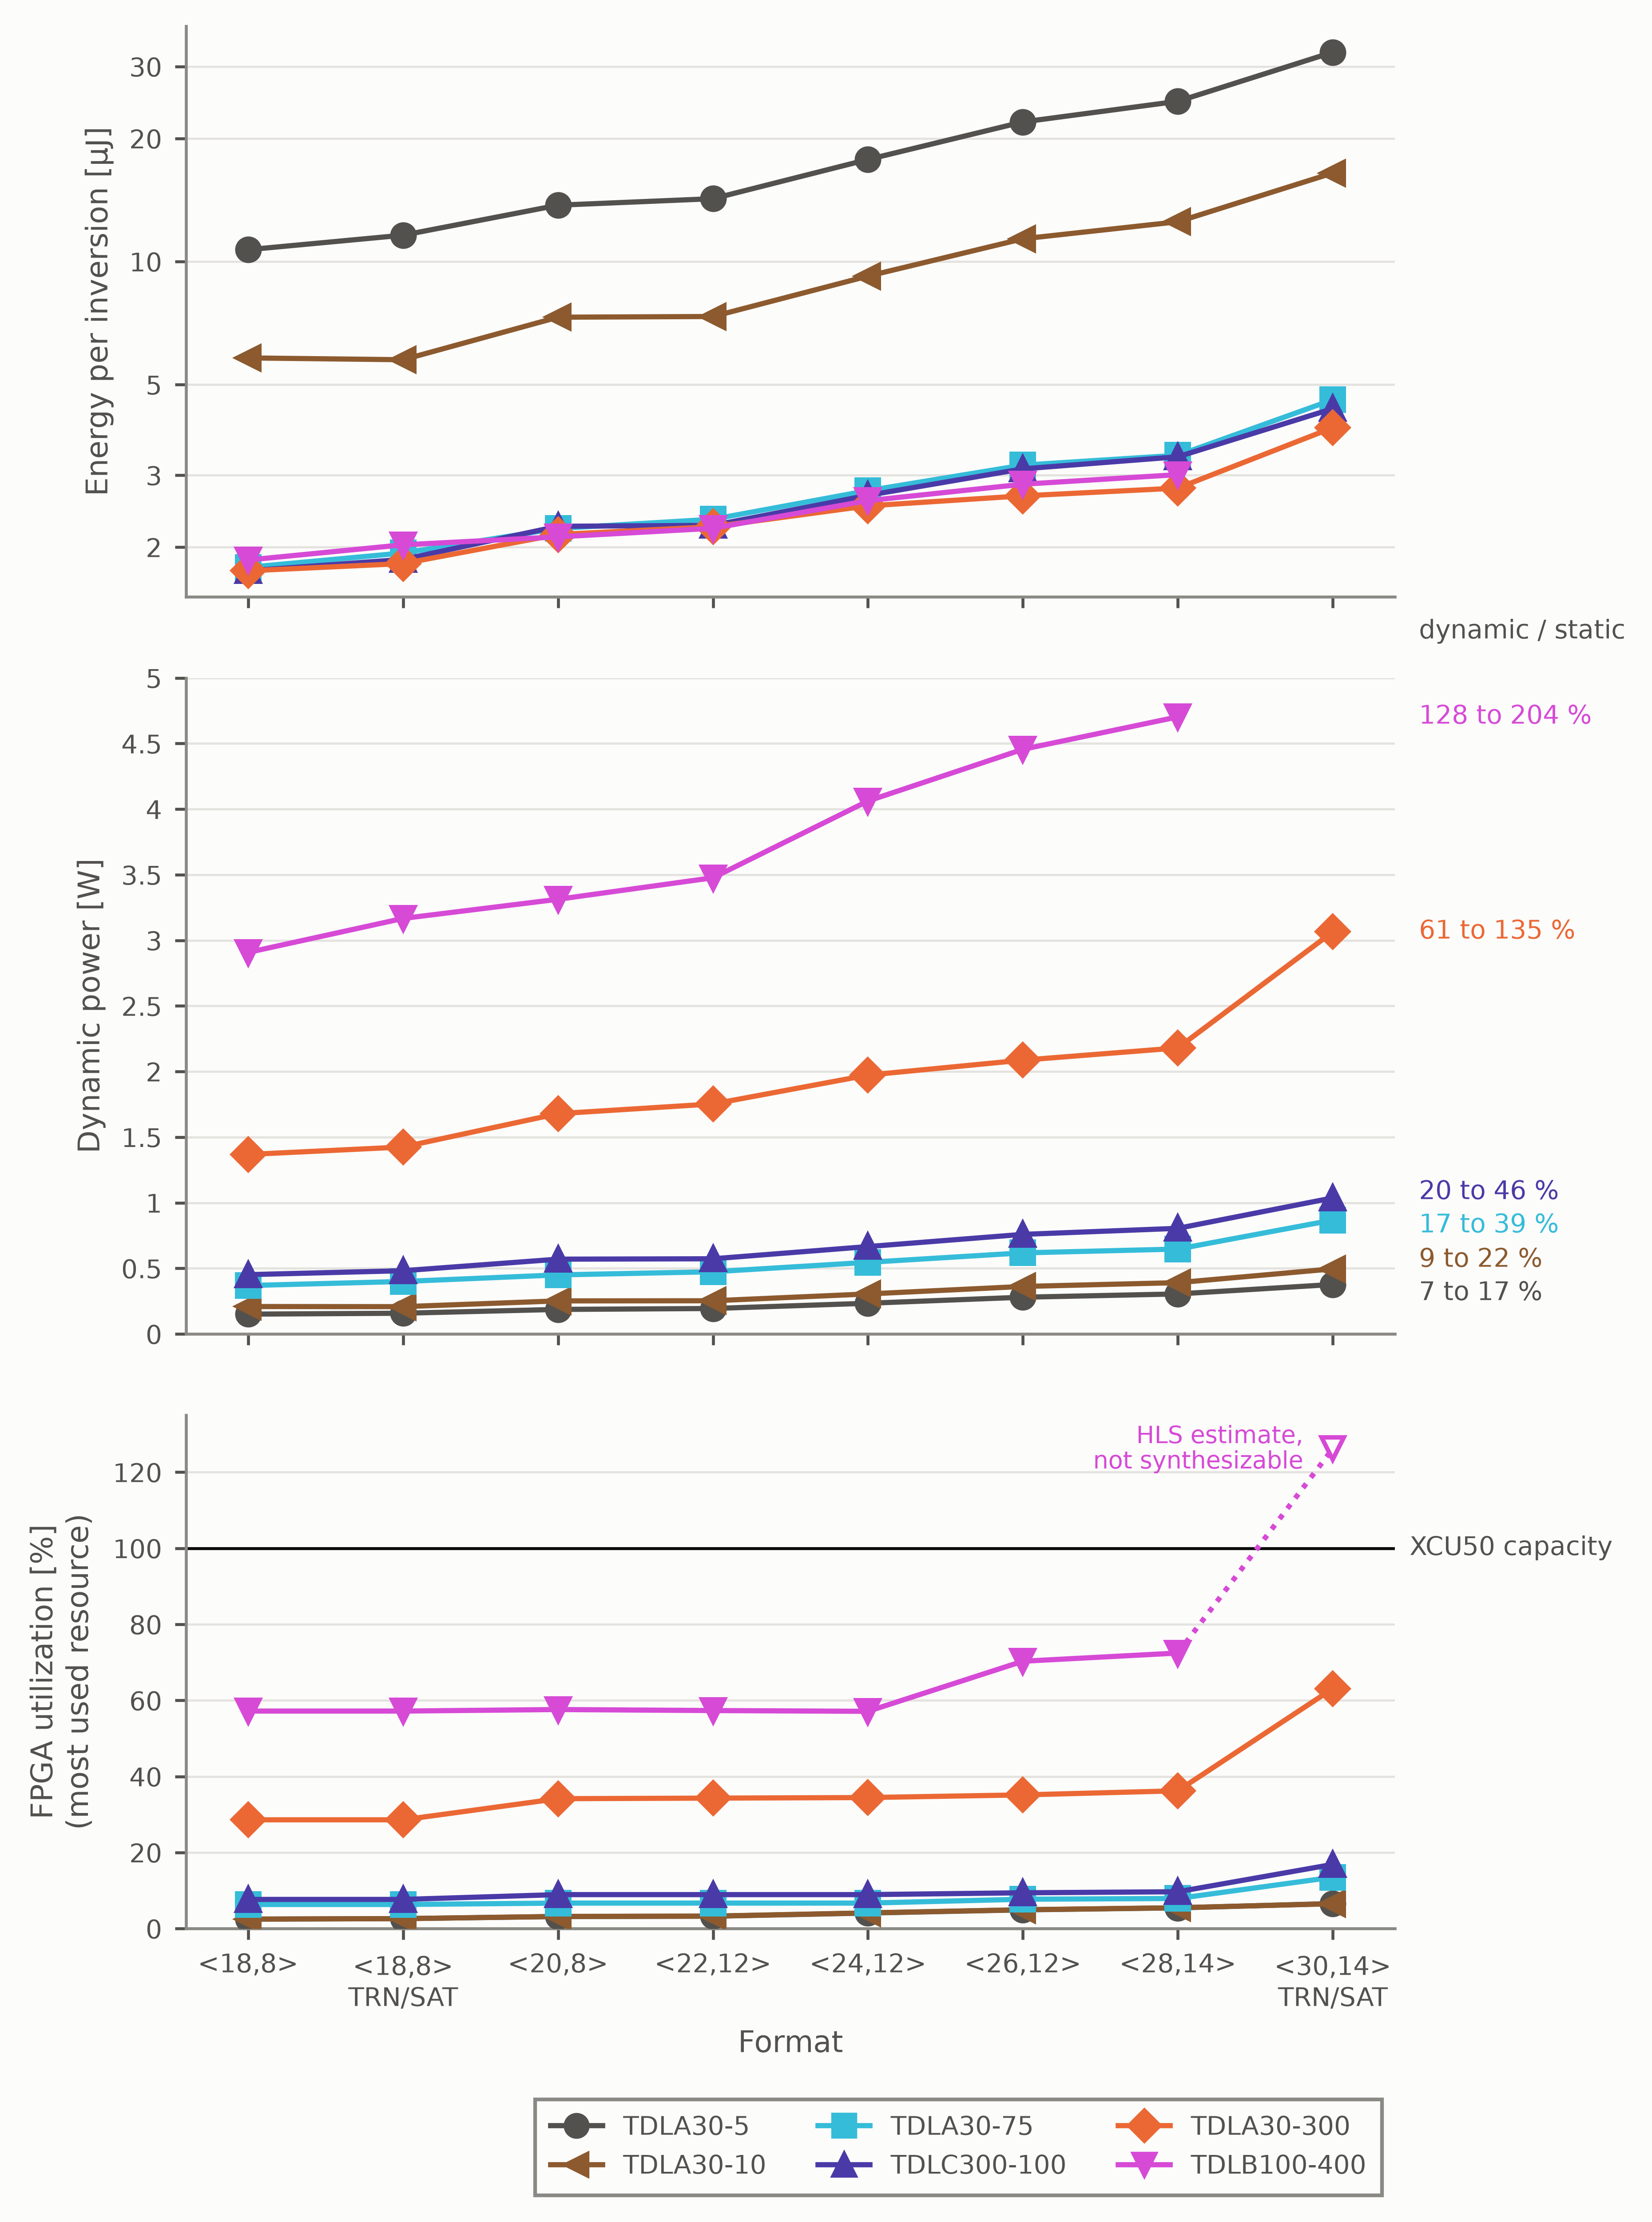 30
20
10
5
3
2
Energy per inversion [µJ]
dynamic / static
5
4.5
4
3.5
3
2.5
2
1.5
1
0.5
0
Dynamic power [W]
128 to 204 %
61 to 135 %
20 to 46 %
17 to 39 %
9 to 22 %
7 to 17 %
120
100
80
60
40
20
0
FPGA utilization [%]
(most used resource)
HLS estimate,
not synthesizable
XCU50 capacity
<18,8>
<18,8>
TRN/SAT
<20,8>
<22,12>
<24,12>
<26,12>
<28,14>
<30,14>
TRN/SAT
Format
TDLA30-5
TDLA30-10
TDLA30-75
TDLC300-100
TDLA30-300
TDLB100-400